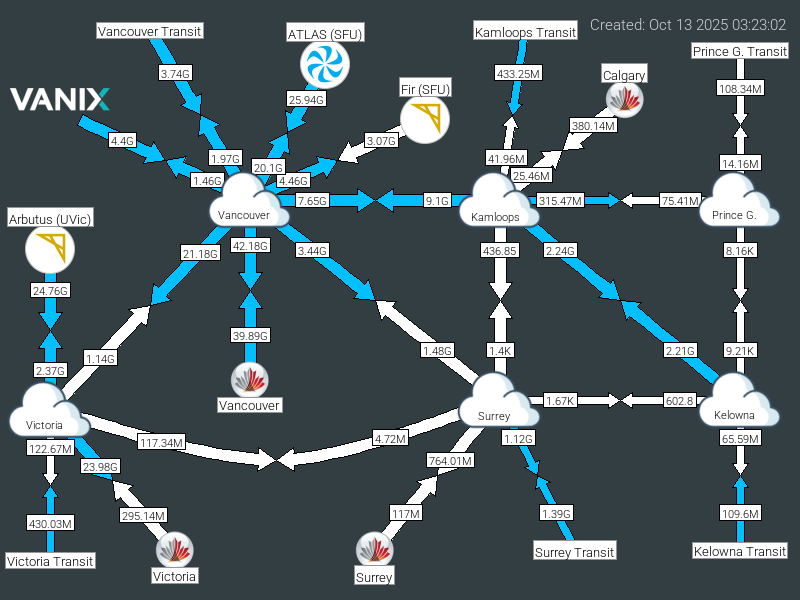 Created: Oct 13 2025 03:23:02
Vancouver Transit
ATLAS (SFU)
Kamloops Transit
Prince G. Transit
3.74G
433.25M
Calgary
Fir (SFU)
108.34M
VANIX
25.94G
380.14M
4.4G
3.07G
1.97G
41.96M
14.16M
20.1G
25.46M
1.46G
4.46G
7.65G
9.1G
315.47M
75.41M
Vancouver
Kamloops
Prince G.
Arbutus (UVic)
21.18G
42.18G
3.44G
436.85
2.24G
8.16K
24.76G
39.89G
1.14G
1.48G
1.4K
2.21G
9.21K
2.37G
Vancouver
1.67K
602.8
Victoria
Surrey
Kelowna
117.34M
4.72M
1.12G
65.59M
122.67M
23.98G
764.01M
430.03M
295.14M
117M
1.39G
109.6M
Victoria Transit
Victoria
Surrey
Surrey Transit
Kelowna Transit